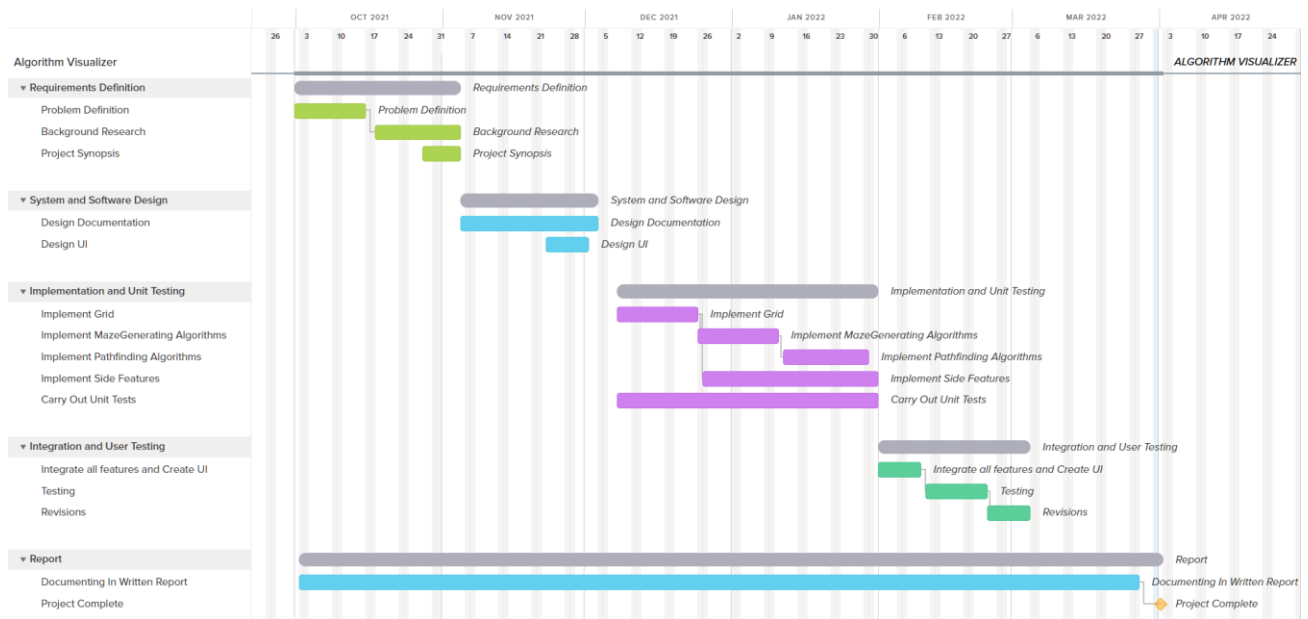 OCT 2021 NOV 2021 DEC 2021 JAN 2022 FEB 2022 MAR 2022 APR 2022
26 3 10 17 24 31 7 14 21 28 5 12 19 26 2 9 16 23 30 6 13 20 27 6 13 20 27 3 10 17 24
Algorithm Visualizer ALGORITHM VISUALIZER
▾ Requirements Definition Requirements Definition
Problem Definition Problem Definition
Background Research Background Research
Project Synopsis Project Synopsis
▾ System and Software Design System and Software Design
Design Documentation Design Documentation
Design UI Design UI
▾ Implementation and Unit Testing Implementation and Unit Testing
Implement Grid Implement Grid
Implement MazeGenerating Algorithms Implement MazeGenerating Algorithms
Implement Pathfinding Algorithms Implement Pathfinding Algorithms
Implement Side Features Implement Side Features
Carry Out Unit Tests Carry Out Unit Tests
▾ Integration and User Testing Integration and User Testing
Integrate all features and Create UI Integrate all features and Create UI
Testing Testing
Revisions Revisions
▾ Report Report
Documenting In Written Report Documenting In Written Report
Project Complete Project Complete